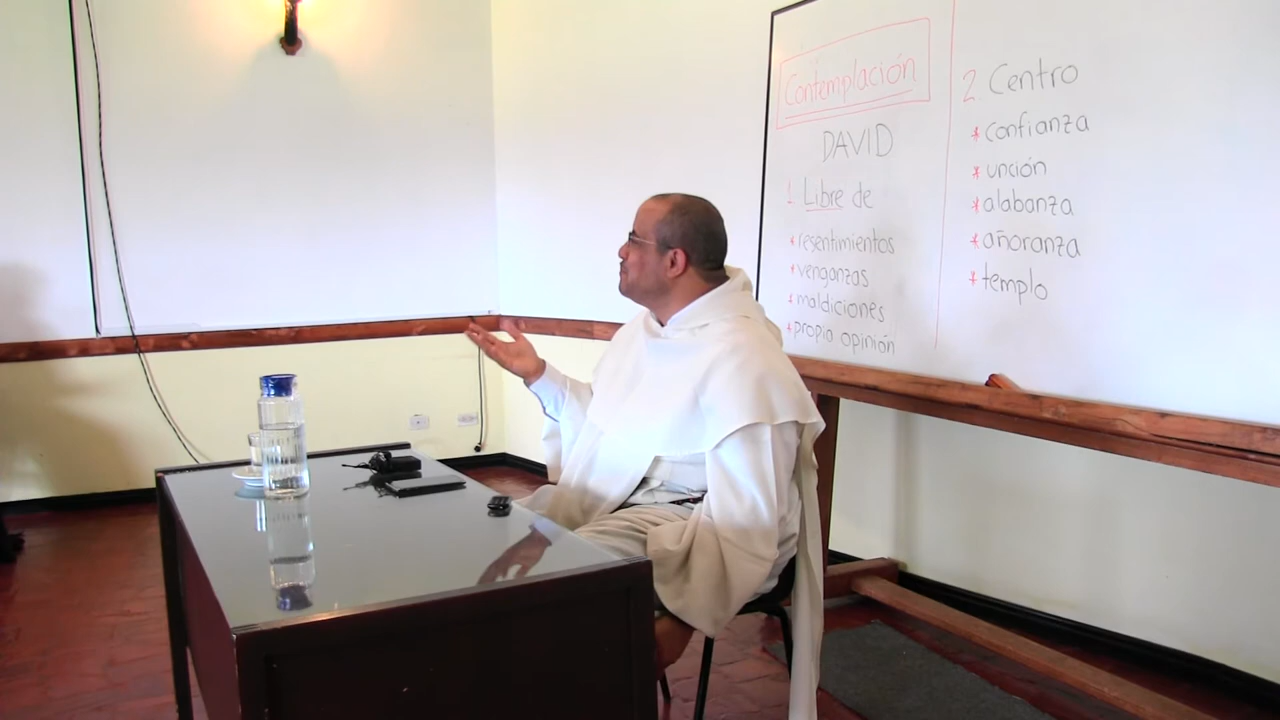 Contemplación
DAVID
1. Libre de
* resentimientos
* venganzas
* maldiciones
* propia opinión
2. Centro
* confianza
* unción
* alabanza
* añoranza
* templo